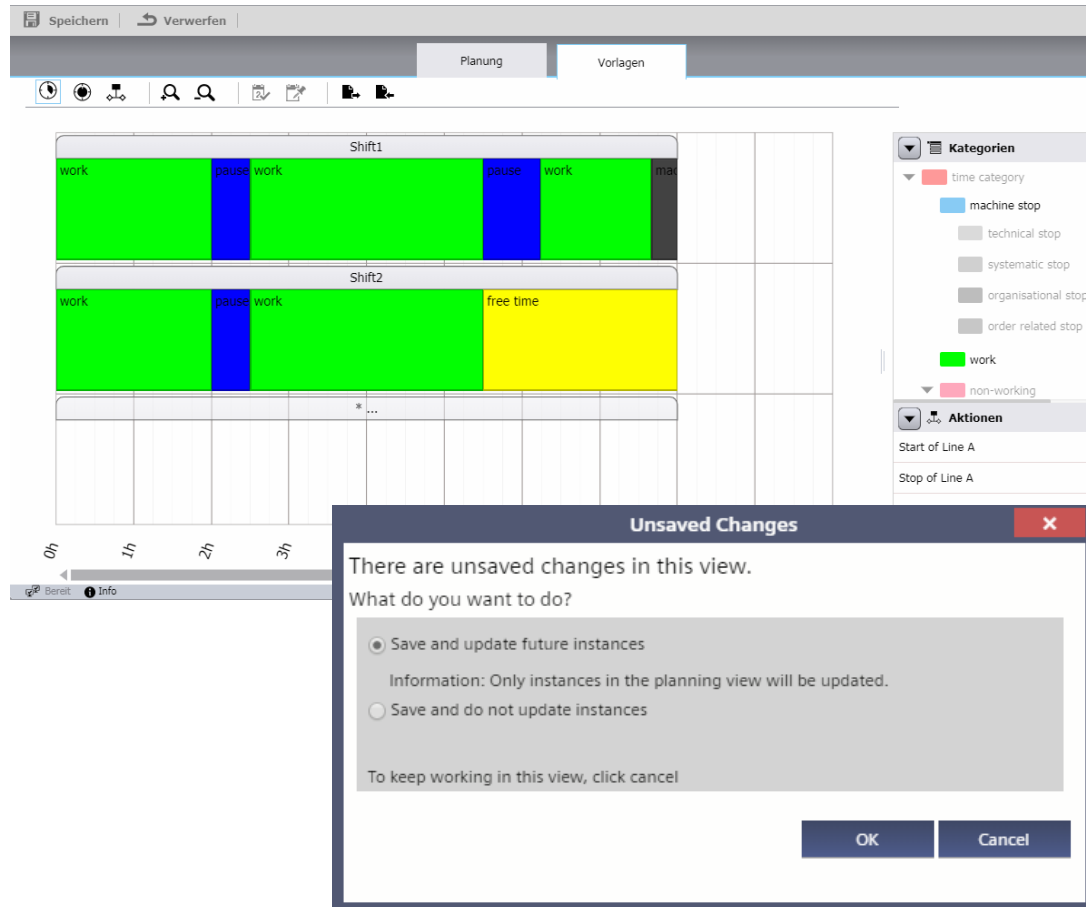 Speichern Verwerfen
Planung Vorlagen
Shift1
work pause work pause work mac
Shift2
work pause work free time
* ...
0h 1h 2h 3h
Kategorien
time category
machine stop
technical stop
systematic stop
organisational stop
order related stop
work
non-working
Aktionen
Start of Line A
Stop of Line A
Bereit Info
Unsaved Changes
There are unsaved changes in this view.
What do you want to do?
Save and update future instances
Information: Only instances in the planning view will be updated.
Save and do not update instances
To keep working in this view, click cancel
OK Cancel